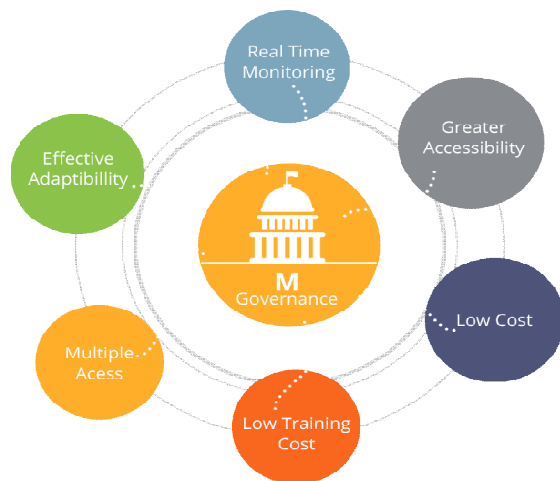 Real Time
Monitoring
Greater
Accessibility
Effective
Adaptibillity
M
Governance
Low Cost
Multiple
Acess
Low Training
Cost